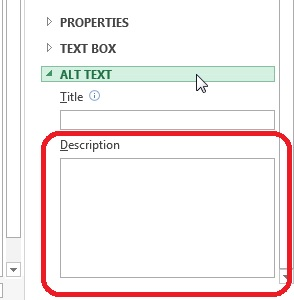 PROPERTIES
TEXT BOX
ALT TEXT
Title
Description